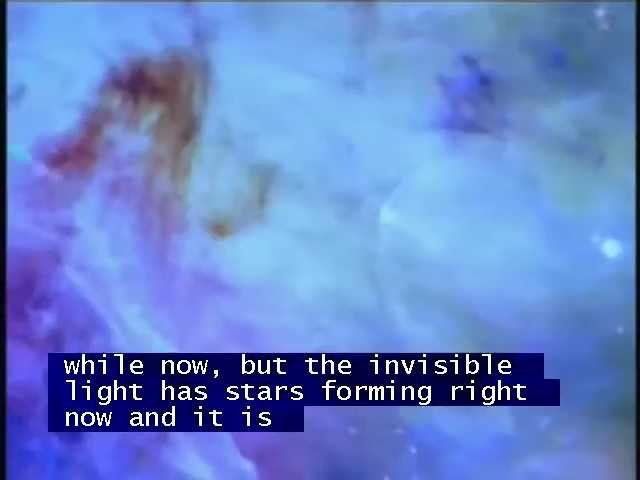 while now, but the invisible
light has stars forming right
now and it is